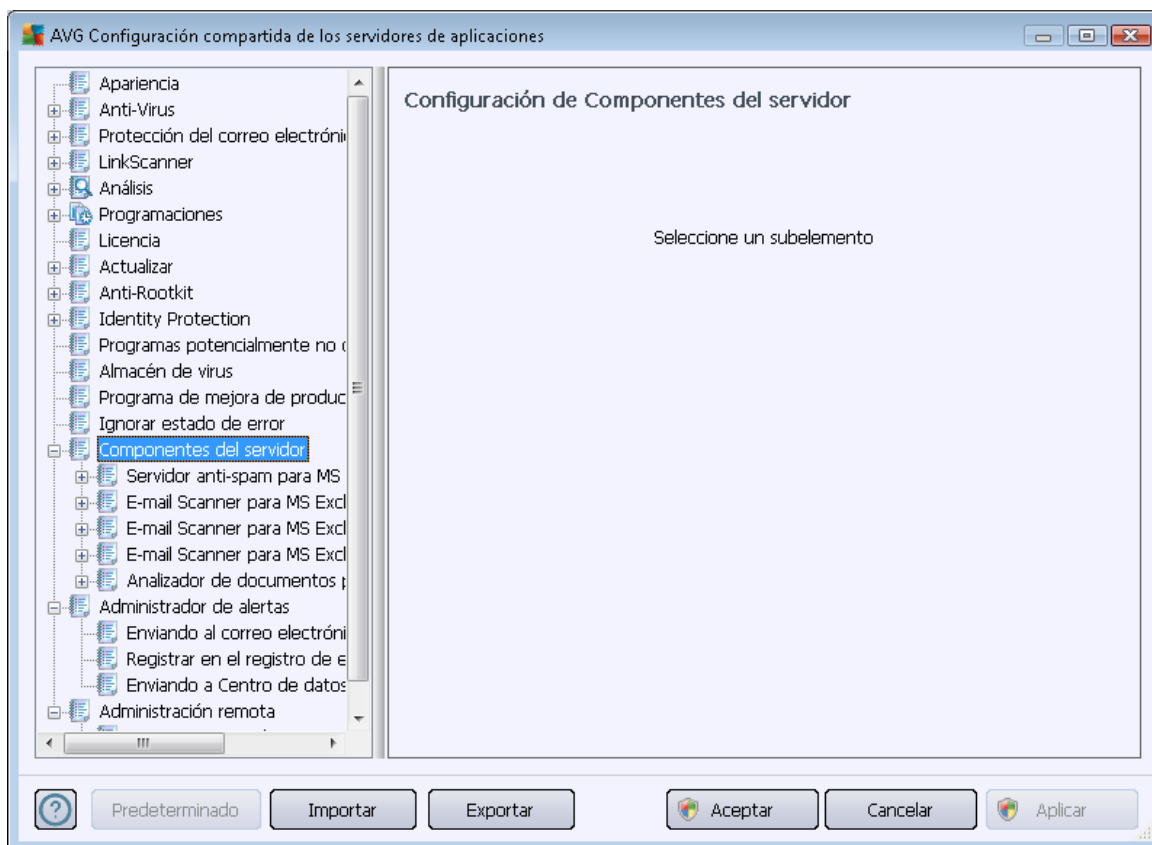 AVG Configuración compartida de los servidores de aplicaciones
Apariencia
Anti-Virus
Protección del correo electróni
LinkScanner
Análisis
Programaciones
Licencia
Actualizar
Anti-Rootkit
Identity Protection
Programas potencialmente no
Almacén de virus
Programa de mejora de produc
Ignorar estado de error
Componentes del servidor
Servidor anti-spam para MS
E-mail Scanner para MS Excl
E-mail Scanner para MS Excl
E-mail Scanner para MS Excl
Analizador de documentos
Administrador de alertas
Enviando al correo electróni
Registrar en el registro de e
Enviando a Centro de datos
Administración remota
Configuración de Componentes del servidor
Seleccione un subelemento
Predeterminado
Importar
Exportar
Aceptar
Cancelar
Aplicar